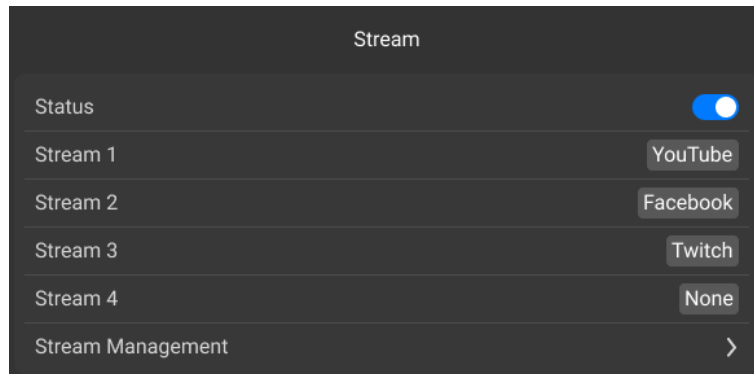 Stream
Status
Stream 1 YouTube
Stream 2 Facebook
Stream 3 Twitch
Stream 4 None
Stream Management